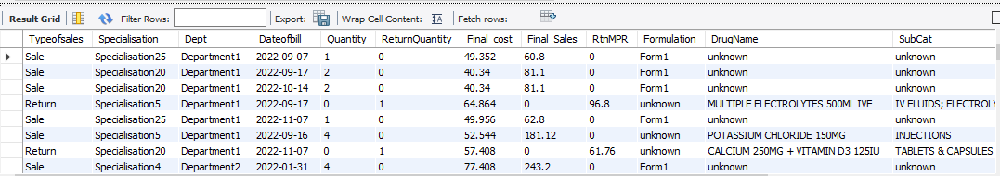 Result Grid Filter Rows: Export: Wrap Cell Content: Fetch rows:
Typeofsales Specialisation Dept Dateofbill Quantity ReturnQuantity Final_cost Final_Sales RtnMPR Formulation DrugName SubCat
Sale Specialisation25 Department1 2022-09-07 1 0 49.352 60.8 0 Form1 unknown unknown
Sale Specialisation20 Department1 2022-09-17 2 0 40.34 81.1 0 Form1 unknown unknown
Sale Specialisation20 Department1 2022-10-14 2 0 40.34 81.1 0 Form1 unknown unknown
Return Specialisation5 Department1 2022-09-17 0 1 64.864 0 96.8 unknown MULTIPLE ELECTROLYTES 500ML IVF IV FLUIDS; ELECTROLY
Sale Specialisation25 Department1 2022-11-07 1 0 49.956 62.8 0 Form1 unknown unknown
Sale Specialisation5 Department1 2022-09-16 4 0 52.544 181.12 0 Form1 POTASSIUM CHLORIDE 150MG INJECTIONS
Return Specialisation20 Department1 2022-11-07 0 1 57.408 0 61.76 unknown CALCIUM 250MG + VITAMIN D3 125IU TABLETS & CAPSULES
Sale Specialisation4 Department2 2022-01-31 4 0 77.408 243.2 0 Form1 unknown unknown